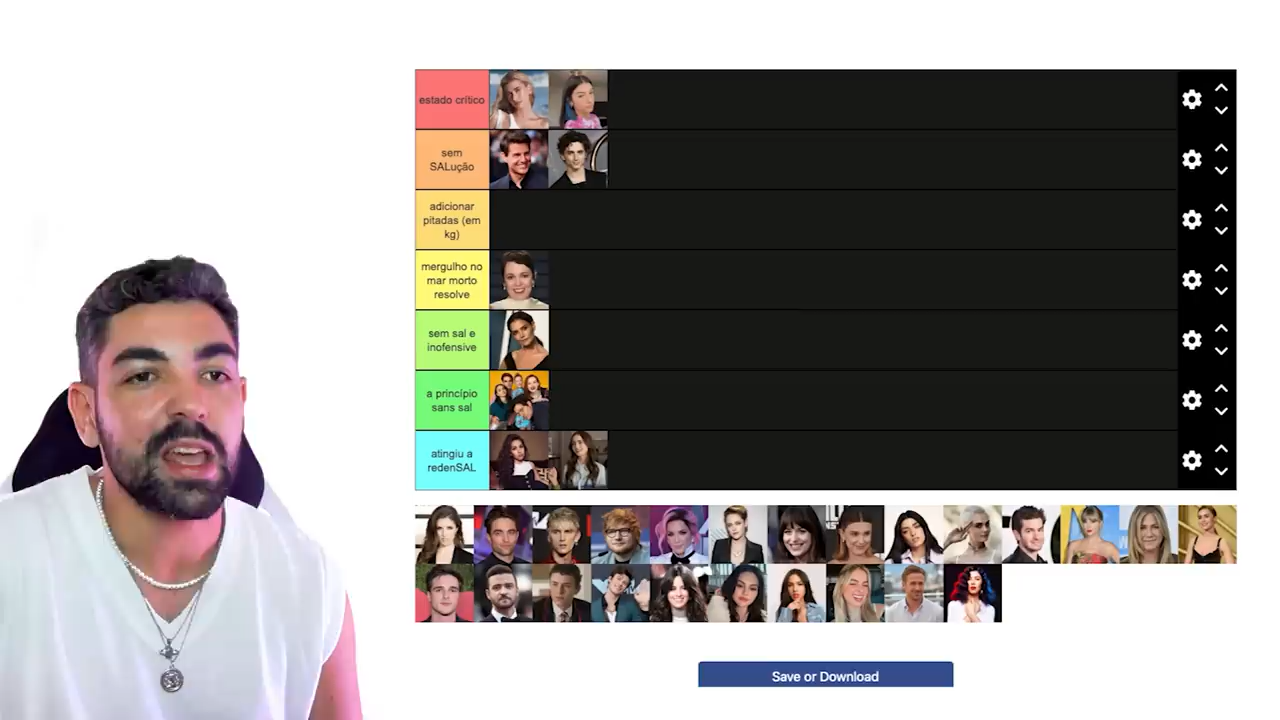 estado crítico
sem
SALução
adicionar
pitadas (em
kg)
mergulho no
mar morto
resolve
sem sal e
inofensive
a princípio
sans sal
atingiu a
redenSAL
Save or Download